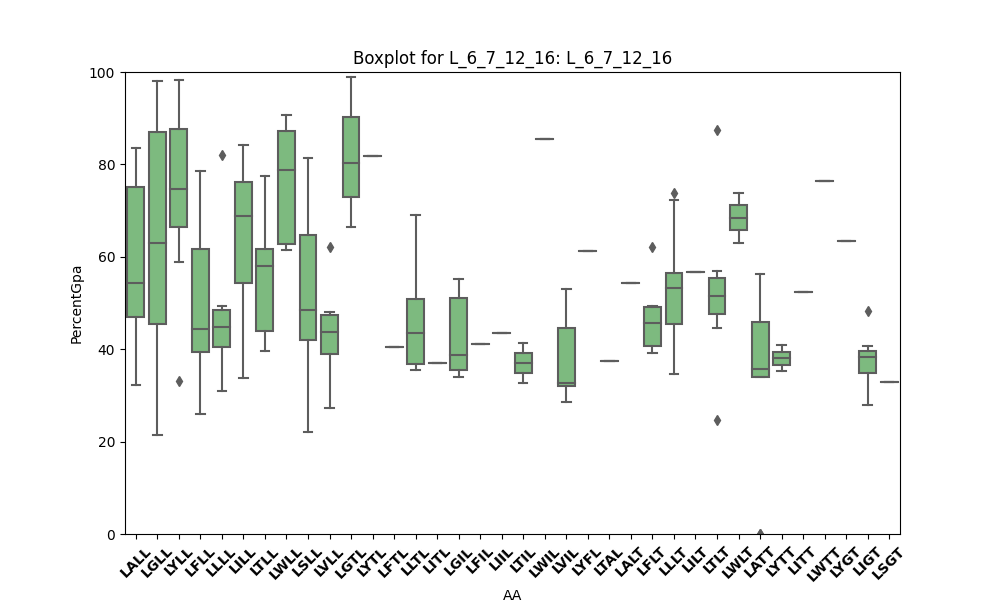 Boxplot for L_6_7_12_16: L_6_7_12_16
100
80
60
40
20
0
PercentGpa
LALL LGLL LYLL LFLL LLLL LILL LTLL LWLL LSLL LVLL LGTL LYTL LFTL LLTL LITL LGIL LFIL LIIL LTIL LWIL LVIL LYFL LTAL LALT LFLT LLLT LILT LTLT LWLT LATT LYTT LITT LWTT LYGT LIGT LSGT
AA